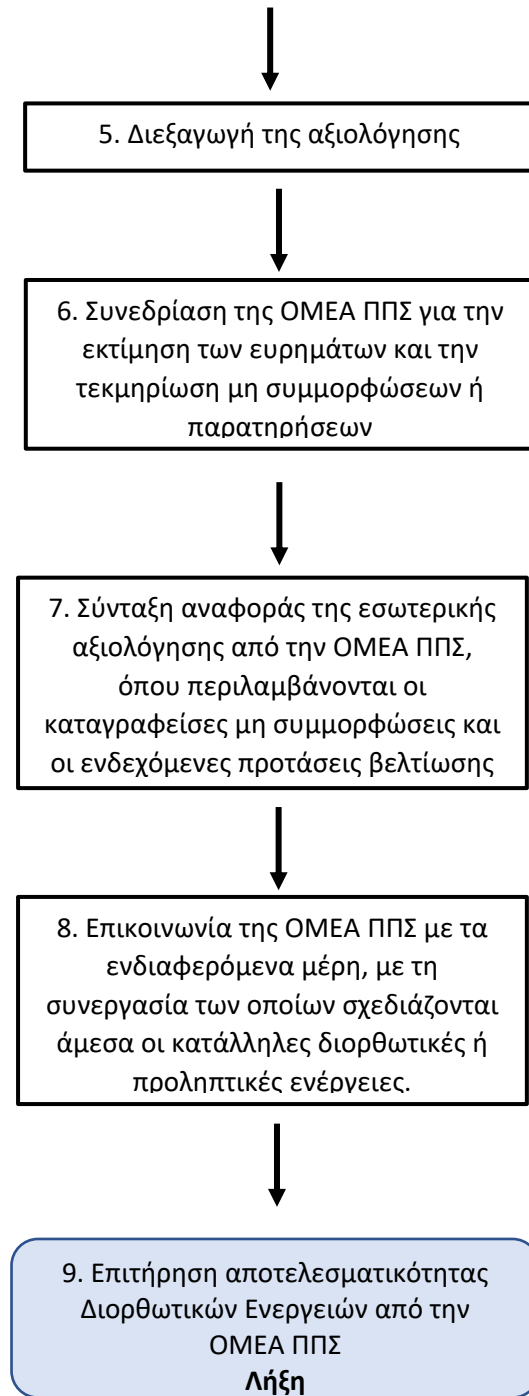 5. Διεξαγωγή της αξιολόγησης
6. Συνεδρίαση της ΟΜΕΑ ΠΠΣ για την
εκτίμηση των ευρημάτων και την
τεκμηρίωση μη συμμορφώσεων ή
παρατηρήσεων
7. Σύνταξη αναφοράς της εσωτερικής
αξιολόγησης από την ΟΜΕΑ ΠΠΣ,
όπου περιλαμβάνονται οι
καταγραφείσες μη συμμορφώσεις και
οι ενδεχόμενες προτάσεις βελτίωσης
8. Επικοινωνία της ΟΜΕΑ ΠΠΣ με τα
ενδιαφερόμενα μέρη, με τη
συνεργασία των οποίων σχεδιάζονται
άμεσα οι κατάλληλες διορθωτικές ή
προληπτικές ενέργειες.
9. Επιτήρηση αποτελεσματικότητας
Διορθωτικών Ενεργειών από την
ΟΜΕΑ ΠΠΣ
Λήξη